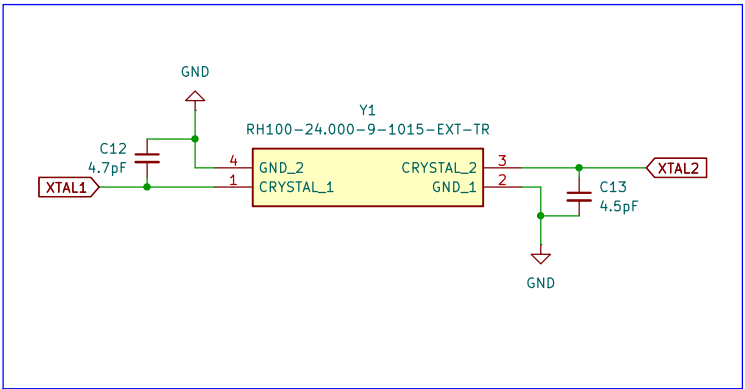 GND
Y1
RH100-24.000-9-1015-EXT-TR
C12
4.7pF
4 GND_2 CRYSTAL_2 3
XTAL2
XTAL1
1 CRYSTAL_1 GND_1 2
C13
4.5pF
GND